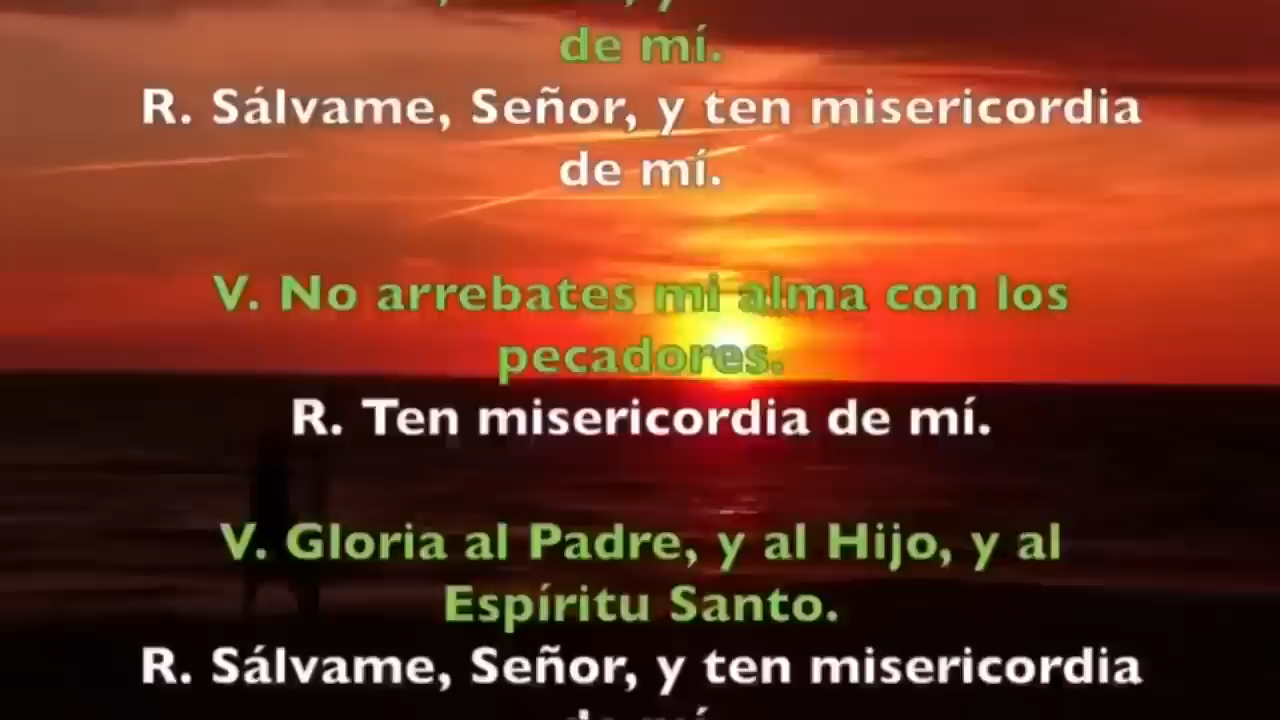 de mí.
R. Sálvame, Señor, y ten misericordia
de mí.
V. No arrebates mi alma con los
pecadores.
R. Ten misericordia de mí.
V. Gloria al Padre, y al Hijo, y al
Espíritu Santo.
R. Sálvame, Señor, y ten misericordia